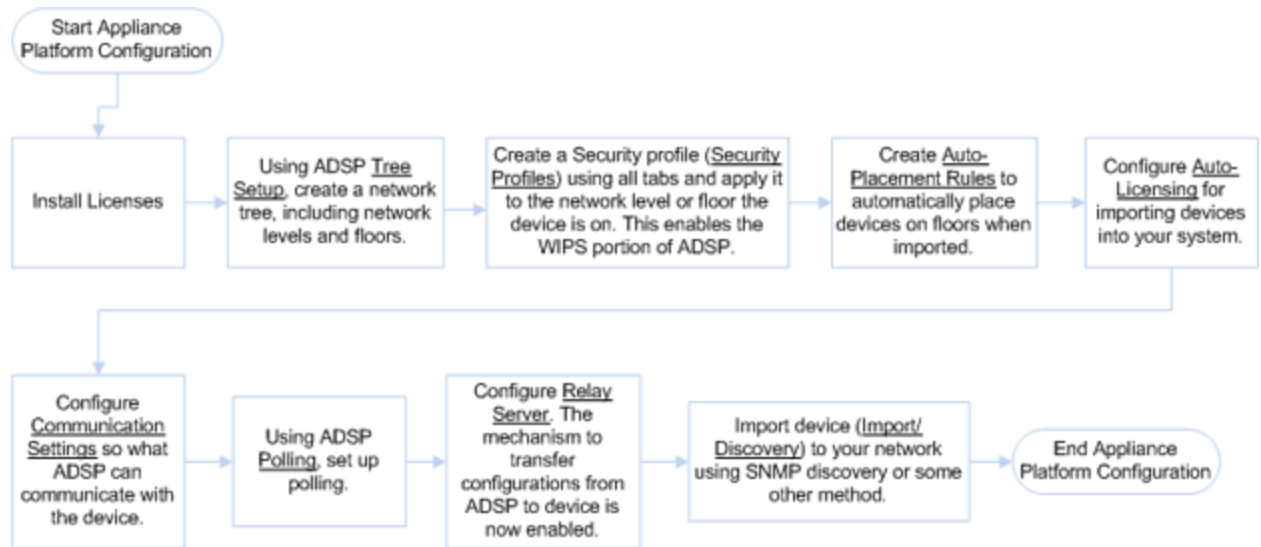 Start Appliance
Platform Configuration
Install Licenses
Using ADSP Tree
Setup, create a network
tree, including network
levels and floors.
Create a Security profile (Security
Profiles) using all tabs and apply it
to the network level or floor the
device is on. This enables the
WIPS portion of ADSP.
Create Auto-
Placement Rules to
automatically place
devices on floors when
imported.
Configure Auto-
Licensing for
importing devices
into your system.
Configure
Communication
Settings so what
ADSP can
communicate with
the device.
Using ADSP
Polling, set up
polling.
Configure Relay
Server. The
mechanism to
transfer
configurations from
ADSP to device is
now enabled.
Import device (Import/
Discovery) to your network
using SNMP discovery or some
other method.
End Appliance
Platform Configuration